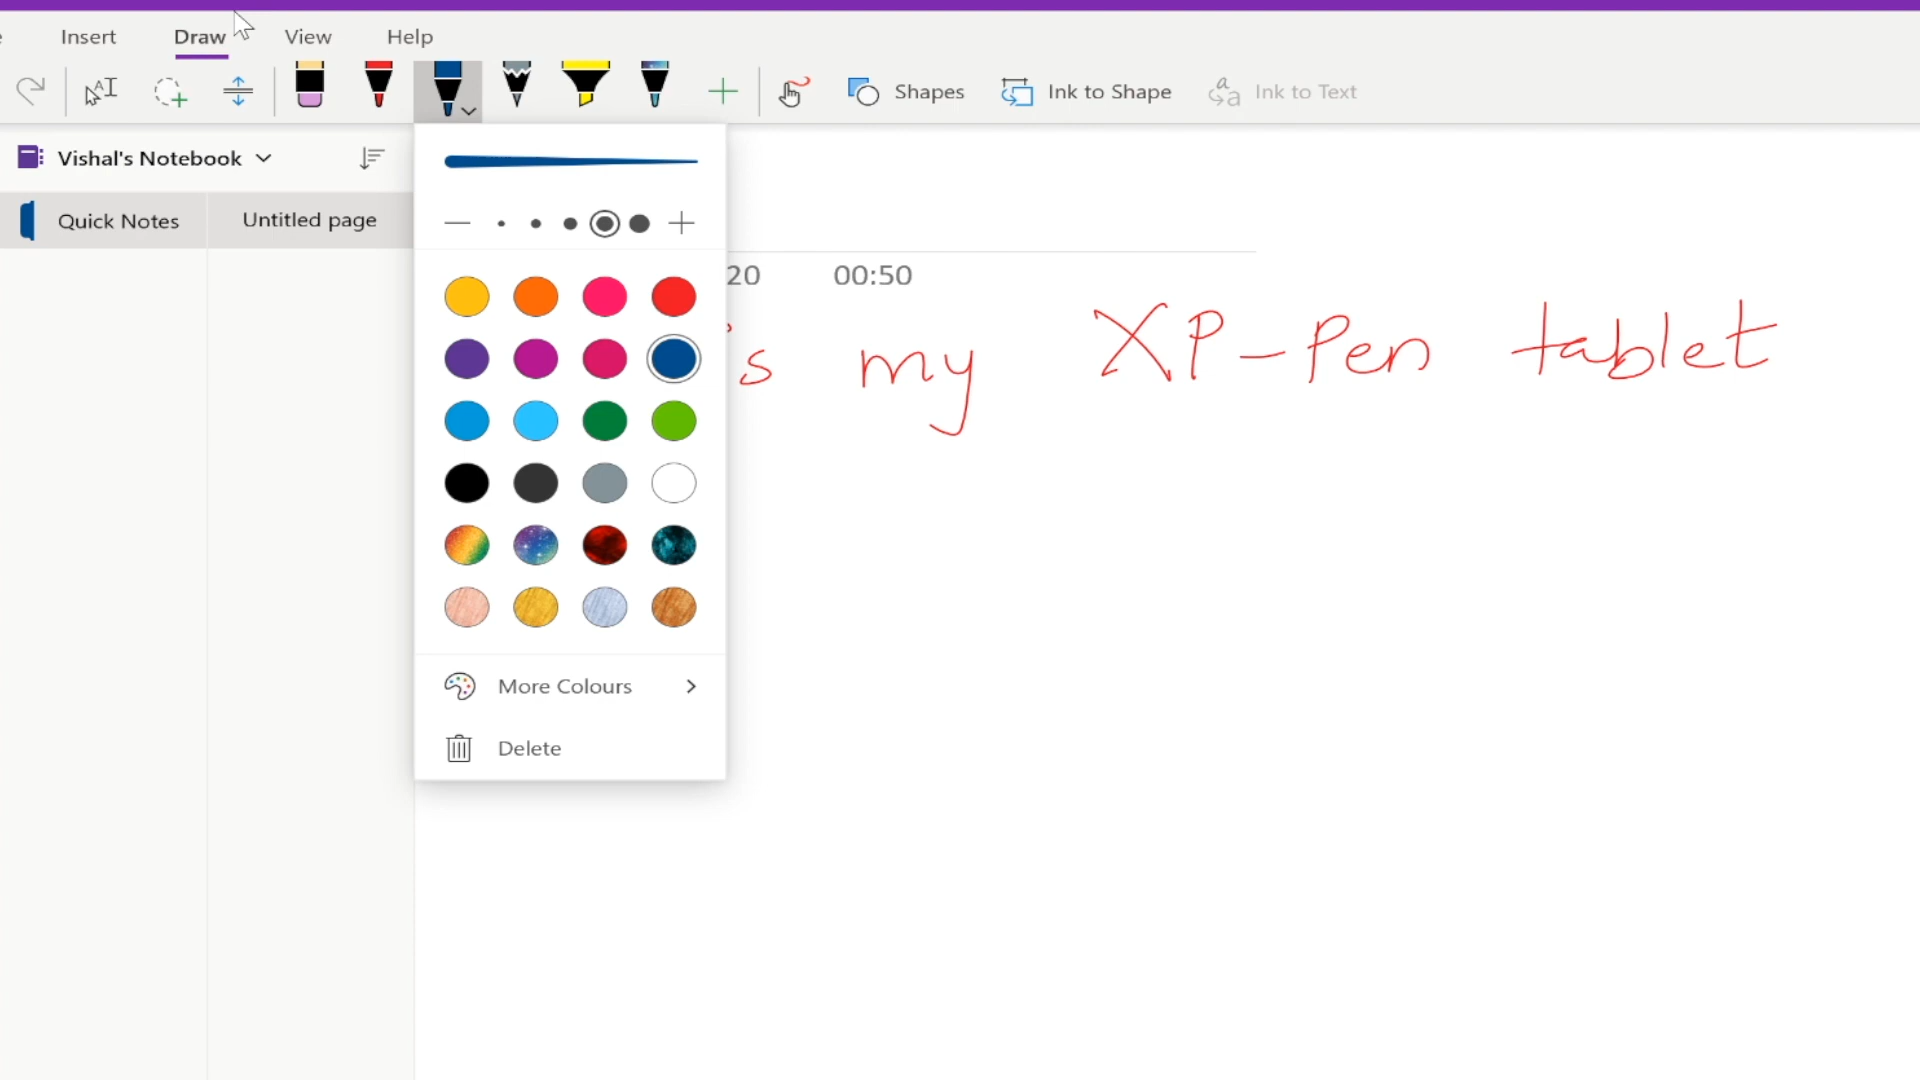 Insert Draw View Help
Shapes Ink to Shape Ink to Text
Vishal's Notebook
Quick Notes Untitled page
20 00:50
's my XP-Pen tablet
More Colours
Delete